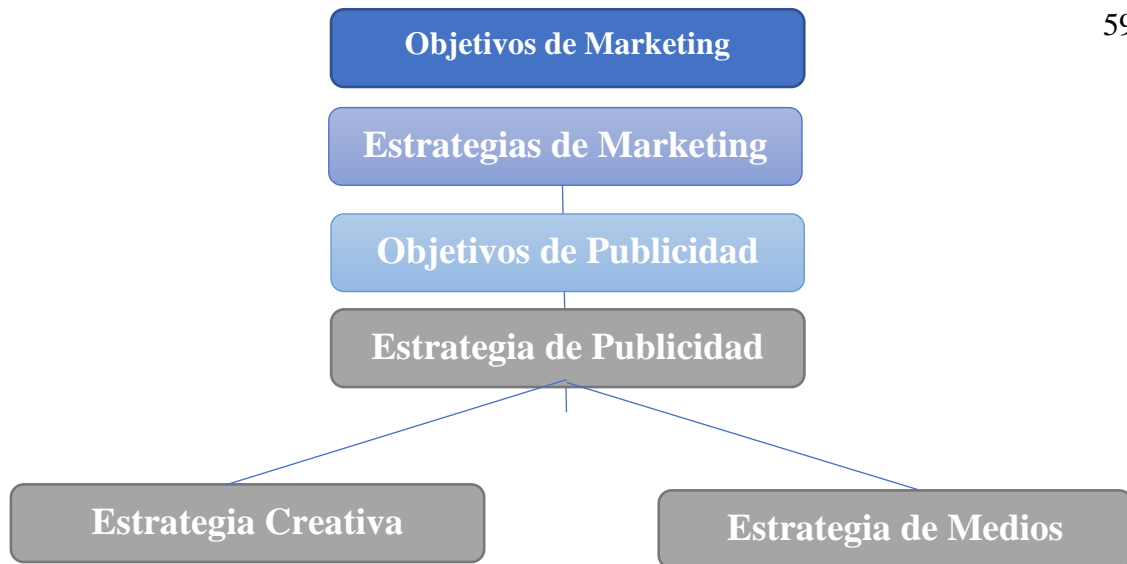 59
Objetivos de Marketing
Estrategias de Marketing
Objetivos de Publicidad
Estrategia de Publicidad
Estrategia Creativa
Estrategia de Medios